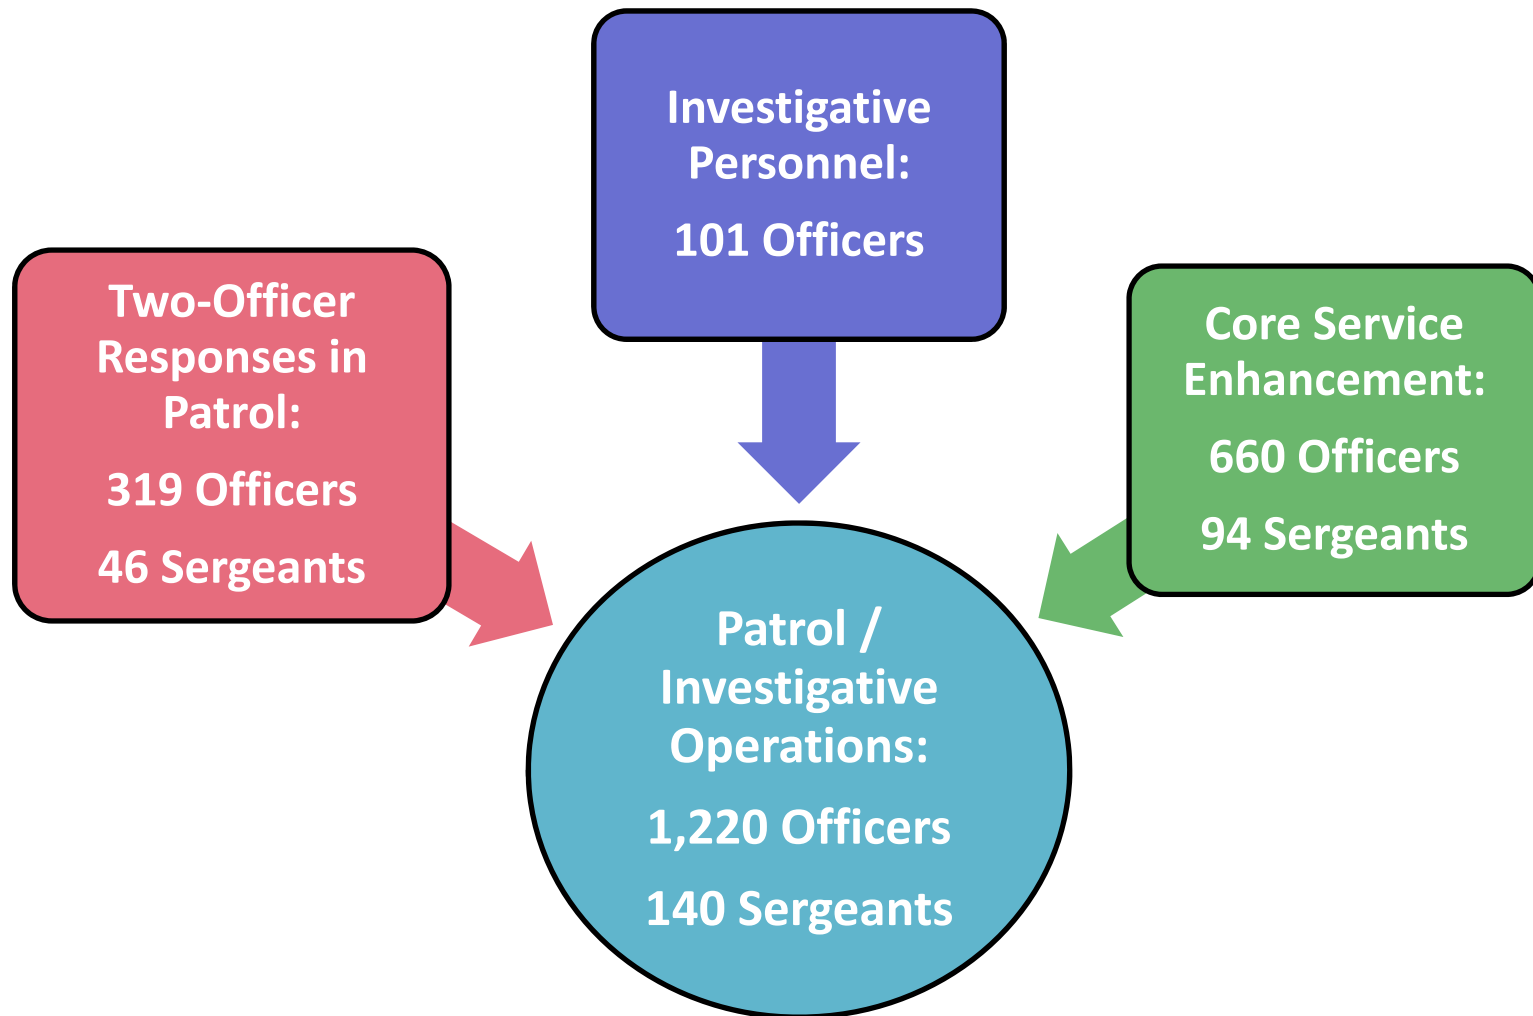 Investigative
Personnel:
101 Officers
Two-Officer
Responses in
Patrol:
319 Officers
46 Sergeants
Core Service
Enhancement:
660 Officers
94 Sergeants
Patrol /
Investigative
Operations:
1,220 Officers
140 Sergeants